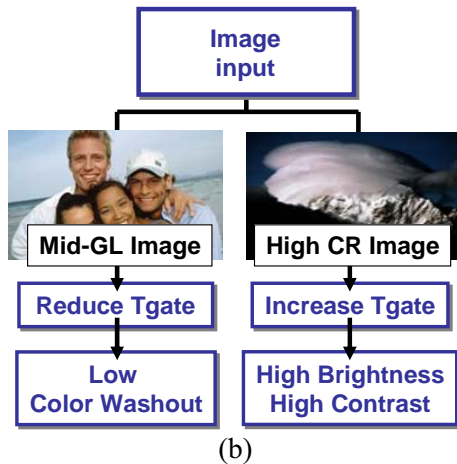 Image
input
Mid-GL Image
High CR Image
Reduce Tgate
Increase Tgate
Low
Color Washout
High Brightness
High Contrast
(b)